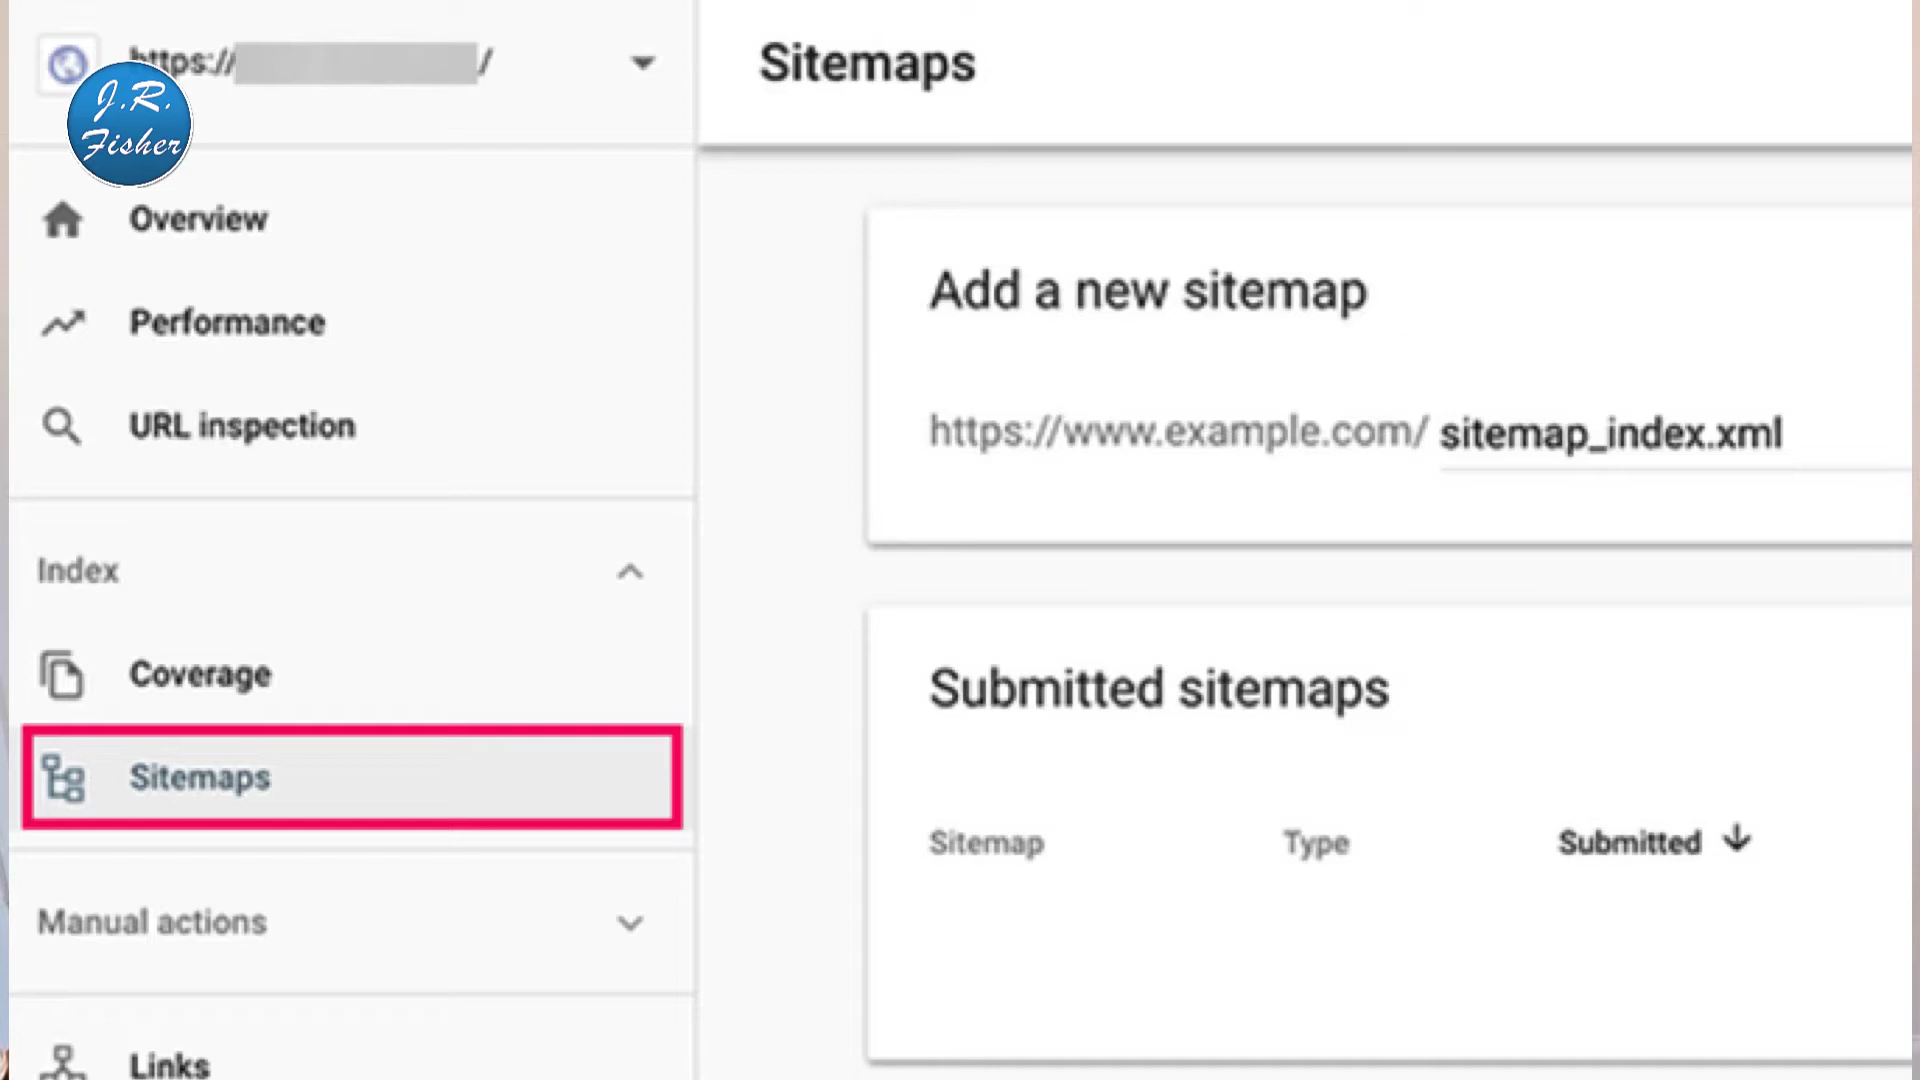 https:// /
J.R.
Fisher
Overview
Performance
URL inspection
Index
Coverage
Sitemaps
Manual actions
Links
Sitemaps
Add a new sitemap
https://www.example.com/ sitemap_index.xml
Submitted sitemaps
Sitemap Type Submitted